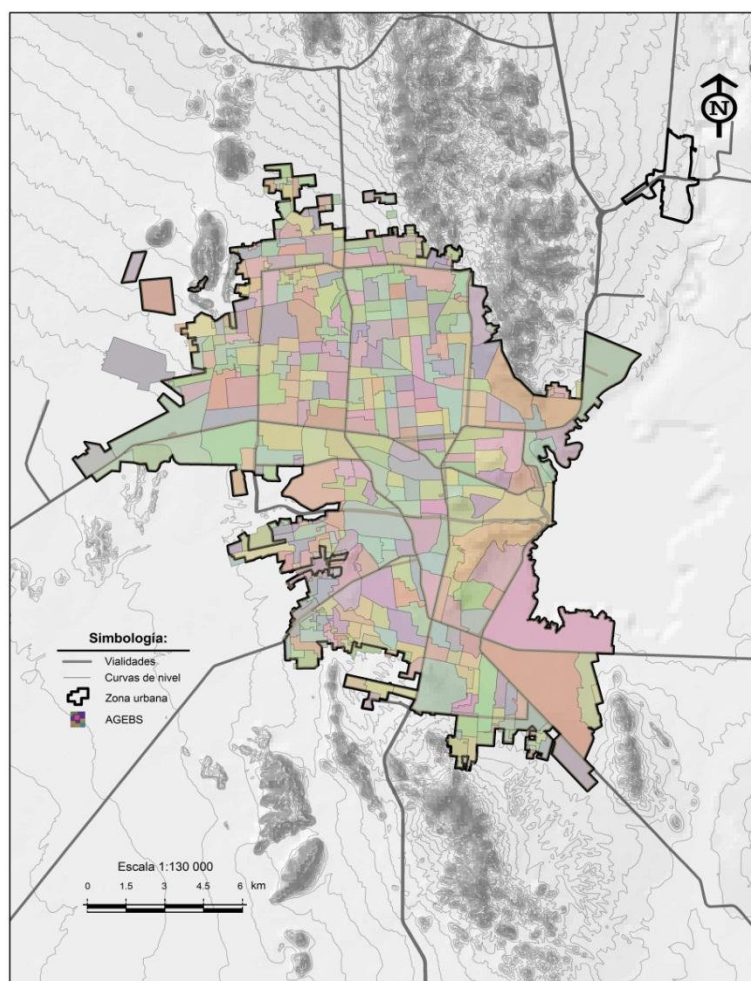 N
Simbología:
Vialidades
Curvas de nivel
Zona urbana
AGEBS
Escala 1:130 000
0 1.5 3 4.5 6 km